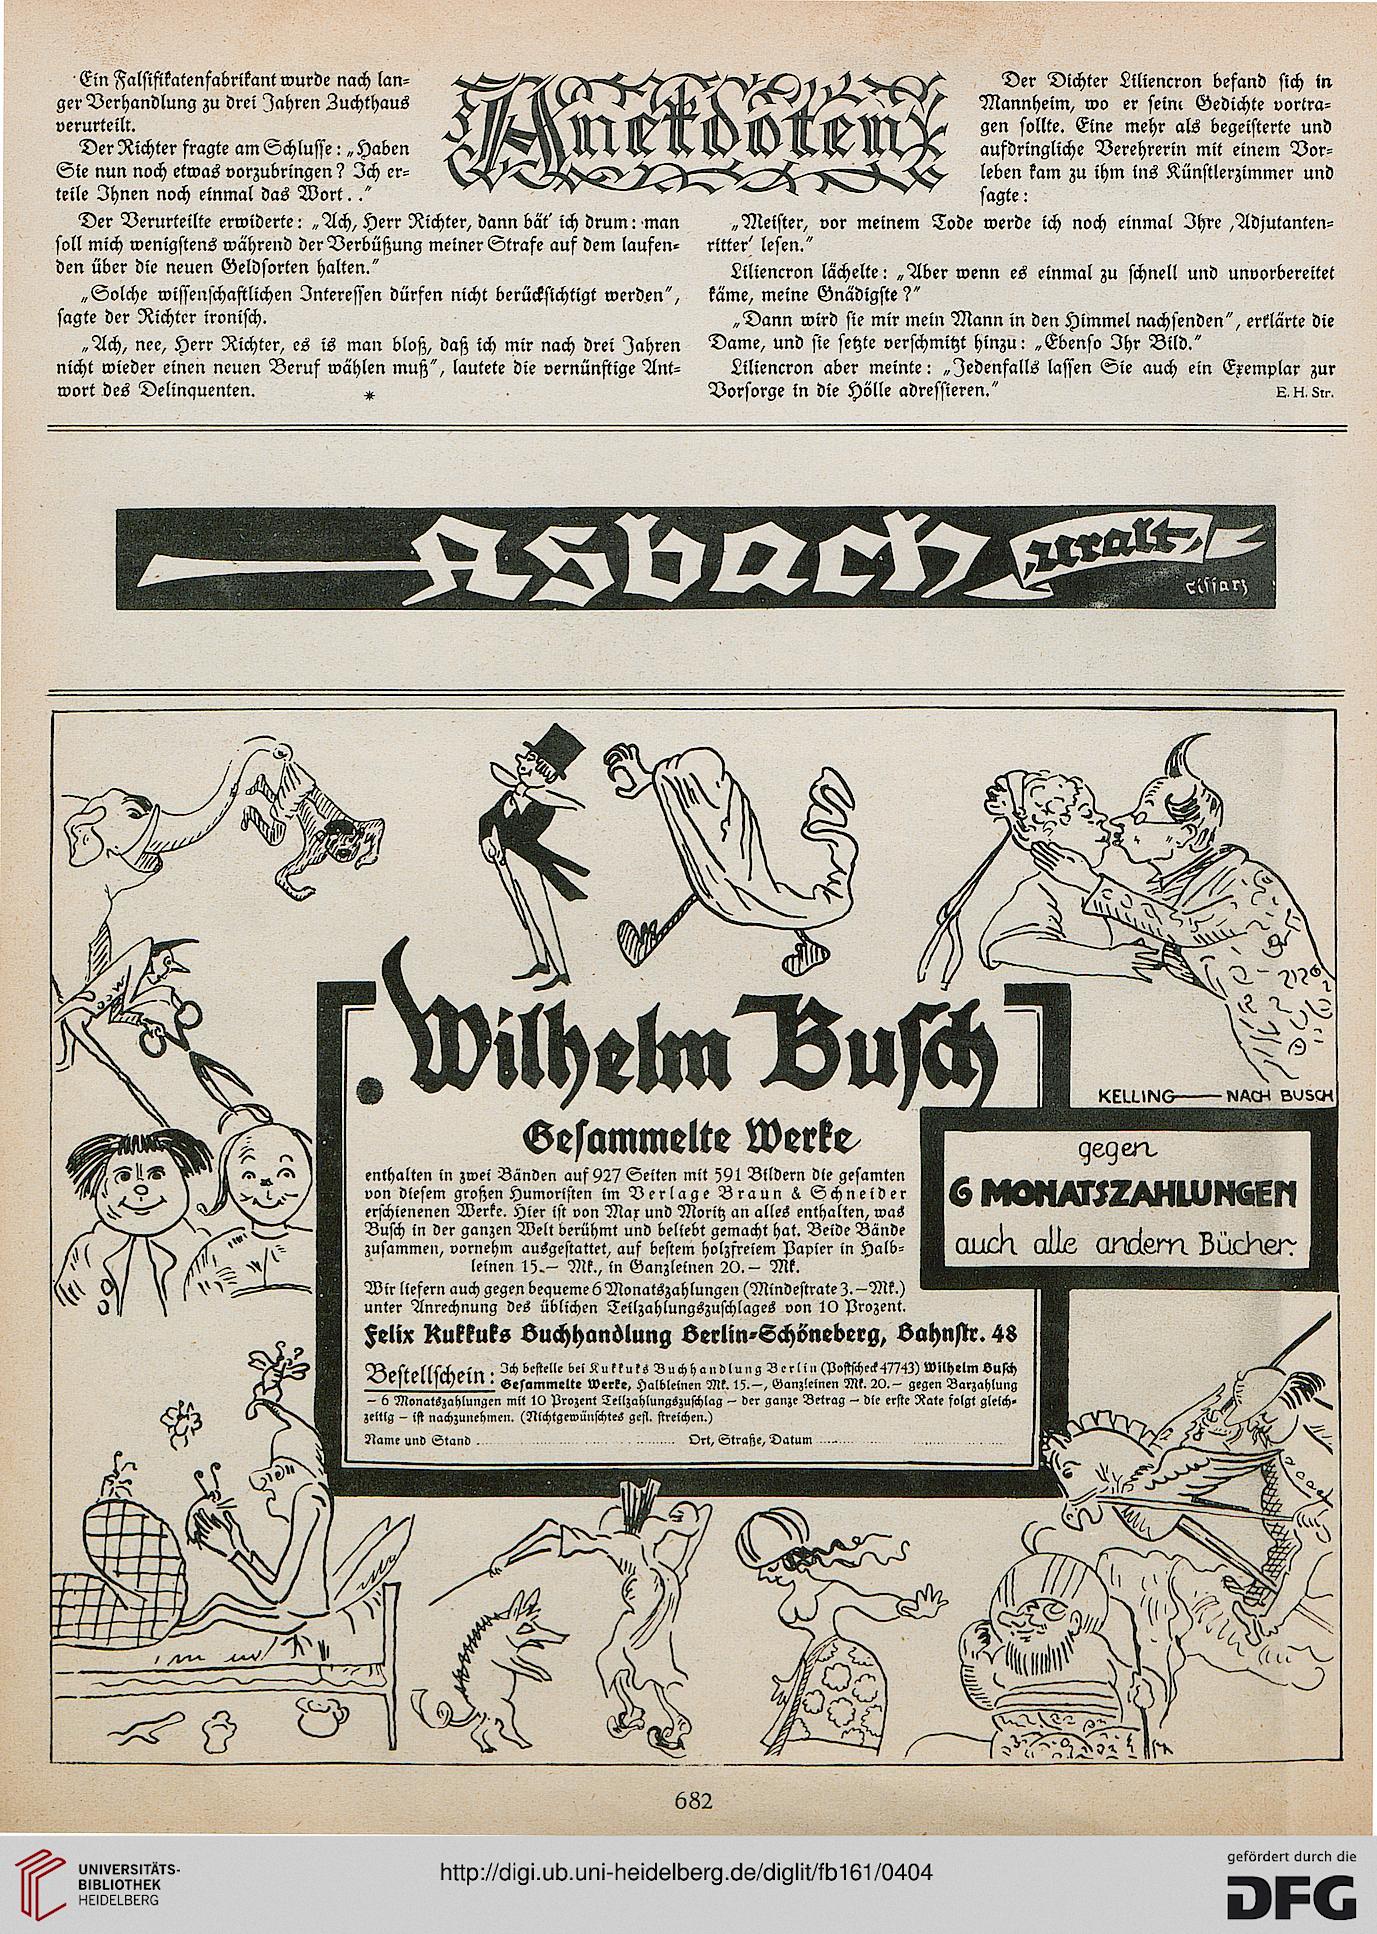 Ein Falsifikatenfabrikant wurde nach lan-
ger Verhandlung zu drei Jahren Zuchthaus
verurteilt.
Der Richter fragte am Schlusse: „Haben
Sie nun noch etwas vorzubringen? Ich er-
teile Ihnen noch einmal das Wort. ."
Anekdoten
Der Verurteilte erwiderte: „Ach, Herr Richter, dann bät' ich drum: man
soll mich wenigstens während der Verbüßung meiner Strafe auf dem laufen-
den über die neuen Geldsorten halten."
„Solche wissenschaftlichen Interessen dürfen nicht berücksichtigt werden",
sagte der Richter ironisch.
„Ach, nee, Herr Richter, es is man bloß, daß ich mir nach drei Jahren
nicht wieder einen neuen Beruf wählen muß", lautete die vernünftige Ant-
wort des Delinquenten.
*
Der Dichter Liliencron befand sich in
Mannheim, wo er seine Gedichte vortra-
gen sollte. Eine mehr als begeisterte und
aufdringliche Verehrerin mit einem Vor-
leben kam zu ihm ins Künstlerzimmer und
sagte:
„Meister, vor meinem Tode werde ich noch einmal Ihre ‚Adjutanten-
ritter' lesen."
Liliencron lächelte: „Aber wenn es einmal zu schnell und unvorbereitet
käme, meine Gnädigste?"
„Dann wird sie mir mein Mann in den Himmel nachsenden", erklärte die
Dame, und sie setzte verschmitzt hinzu: „Ebenso Ihr Bild."
Liliencron aber meinte: „Jedenfalls lassen Sie auch ein Exemplar zur
Vorsorge in die Hölle adressieren."
E. H. Str.
Asbach
uralt
cissarz
Wilhelm Busch
KELLING — NACH BUSCH
Gesammelte Werke
enthalten in zwei Bänden auf 927 Seiten mit 591 Bildern die gesamten
von diesem großen Humoristen im Verlage Braun & Schneider
erschienenen Werke. Hier ist von Max und Moritz an alles enthalten, was
Busch in der ganzen Welt berühmt und beliebt gemacht hat. Beide Bände
zusammen, vornehm ausgestattet, auf bestem holzfreiem Papier in Halb-
leinen 15.— Mk., in Ganzleinen 20.— Mk.
Wir liefern auch gegen bequeme 6 Monatszahlungen (Mindestrate 3.—Mk.)
unter Anrechnung des üblichen Teilzahlungszuschlages von 10 Prozent.
Felix Kukkuks Buchhandlung Berlin-Schöneberg, Bahnstr. 48
gegen
6 MONATSZAHLUNGEN
auch alle andern Bücher.
Bestellschein: Ich bestelle bei Kukkuks Buchhandlung Berlin (Postscheck 47743) Wilhelm Busch
Gesammelte Werke, Halbleinen Mk. 15.—, Ganzleinen Mk. 20.— gegen Barzahlung
— 6 Monatszahlungen mit 10 Prozent Teilzahlungszuschlag — der ganze Betrag — die erste Rate folgt gleich-
zeitig — ist nachzunehmen. (Nichtgewünschtes gefl. streichen.)
Name und Stand ........ Ort, Straße, Datum ........
682
UNIVERSITÄTS-
BIBLIOTHEK
HEIDELBERG
http://digi.ub.uni-heidelberg.de/diglit/fb161/0404
gefördert durch die
DFG